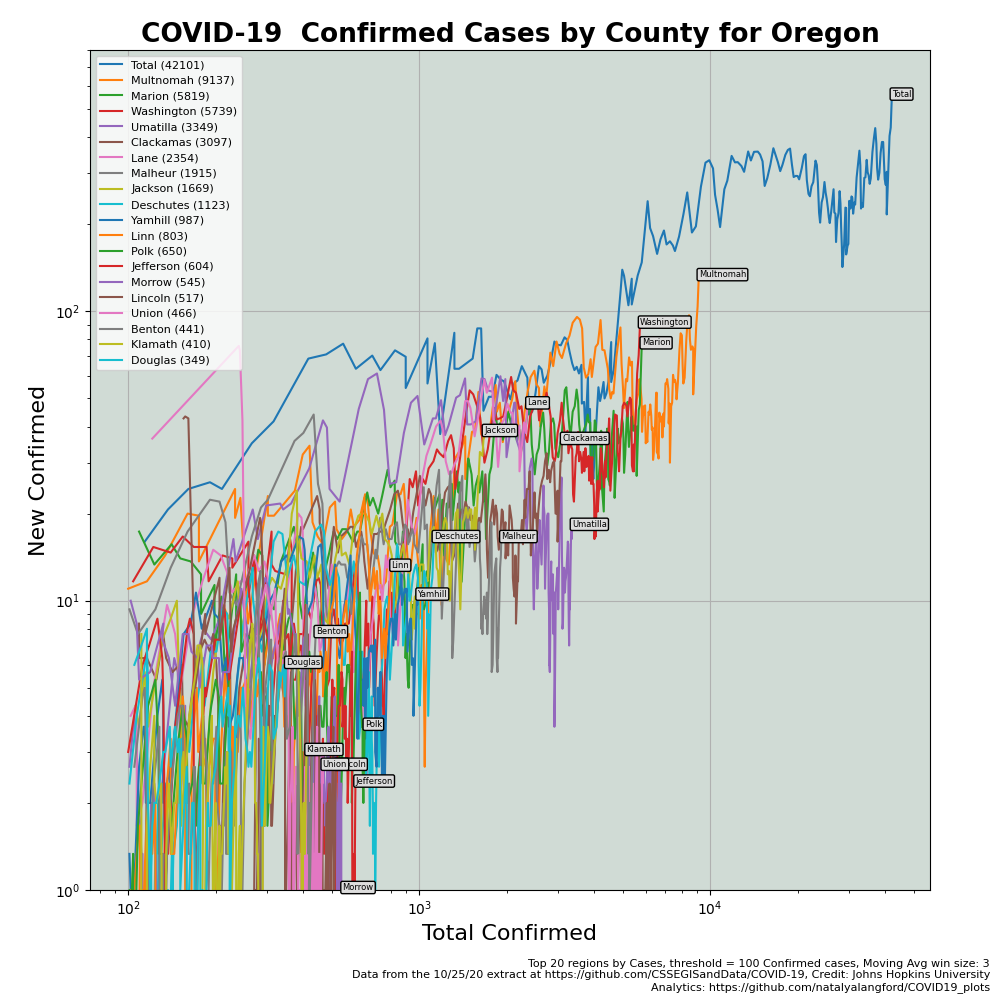 COVID-19  Confirmed Cases by County for Oregon
Total (42101)
Multnomah (9137)
Marion (5819)
Washington (5739)
Umatilla (3349)
Clackamas (3097)
Lane (2354)
Malheur (1915)
Jackson (1669)
Deschutes (1123)
Yamhill (987)
Linn (803)
Polk (650)
Jefferson (604)
Morrow (545)
Lincoln (517)
Union (466)
Benton (441)
Klamath (410)
Douglas (349)
Total
Multnomah
Washington
Marion
Lane
Jackson
Clackamas
Umatilla
Deschutes
Malheur
Linn
Yamhill
Benton
Douglas
Polk
Klamath
Union
coln
Jefferson
Morrow
New Confirmed
10²
10¹
10⁰
10²
10³
10⁴
Total Confirmed
Top 20 regions by Cases, threshold = 100 Confirmed cases, Moving Avg win size: 3
Data from the 10/25/20 extract at https://github.com/CSSEGISandData/COVID-19, Credit: Johns Hopkins University
Analytics: https://github.com/natalyalangford/COVID19_plots